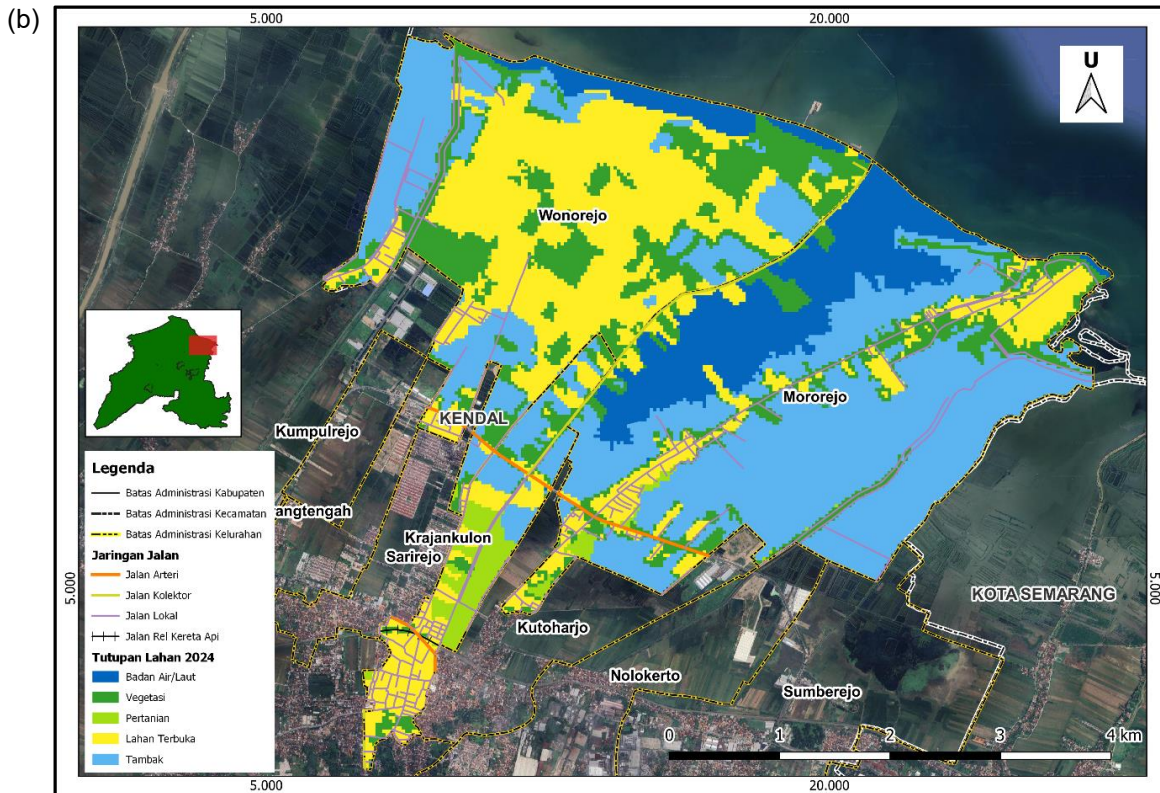 (b)
5.000
20.000
U
Wonorejo
Mororejo
KENDAL
Kumpulrejo
rangtengah
Krajankulon
Sarirejo
KOTA SEMARANG
Kutoharjo
Nolokerto
Sumberejo
5.000
5.000
Legenda
Batas Administrasi Kabupaten
Batas Administrasi Kecamatan
Batas Administrasi Kelurahan
Jaringan Jalan
Jalan Arteri
Jalan Kolektor
Jalan Lokal
Jalan Rel Kereta Api
Tutupan Lahan 2024
Badan Air/Laut
Vegetasi
Pertanian
Lahan Terbuka
Tambak
0 1 2 3 4 km
5.000
20.000